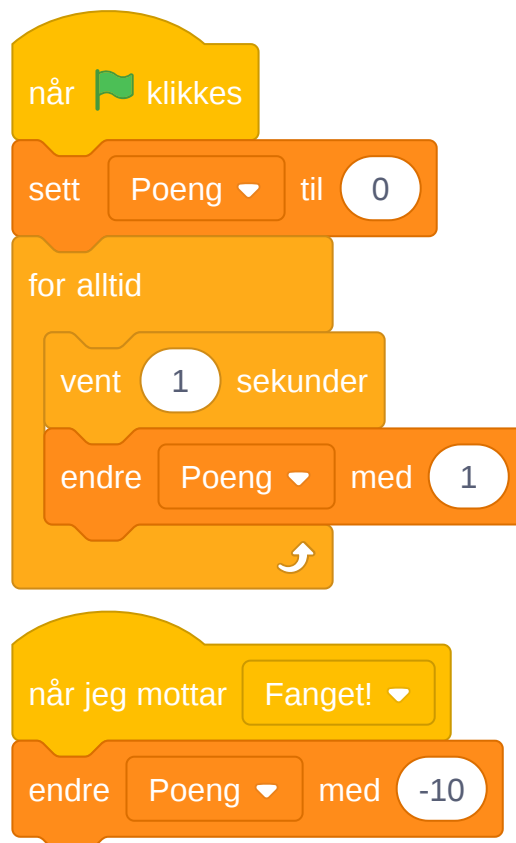 når klikkes
sett Poeng til 0
for alltid
vent 1 sekunder
endre Poeng med 1
når jeg mottar Fanget!
endre Poeng med -10